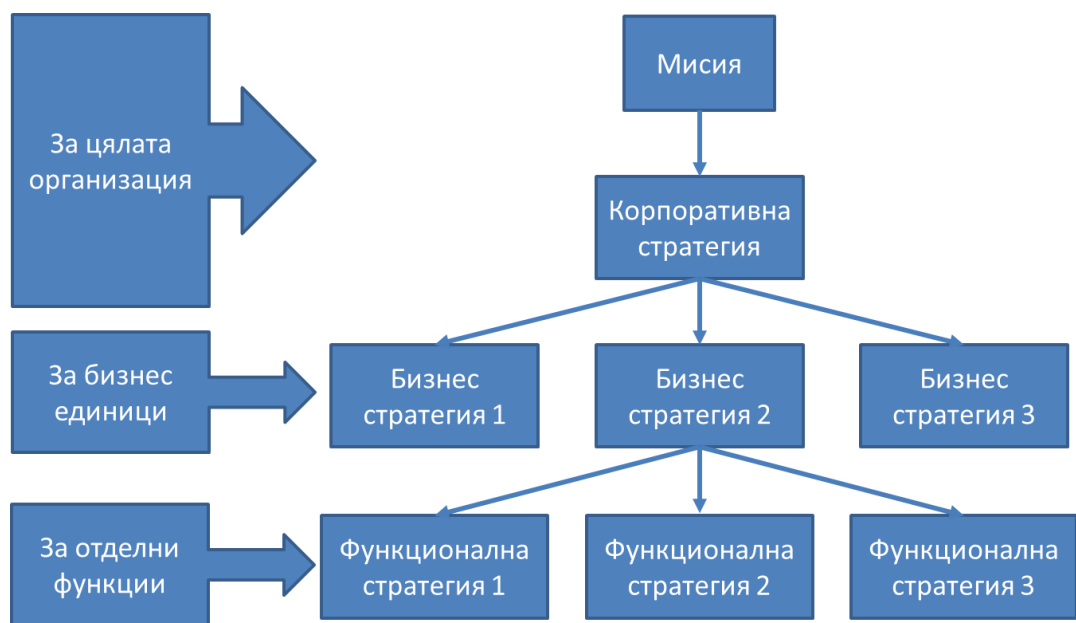 Мисия
За цялата
организация
Корпоративна
стратегия
За бизнес
единици
Бизнес
стратегия 1
Бизнес
стратегия 2
Бизнес
стратегия 3
За отделни
функции
Функционална
стратегия 1
Функционална
стратегия 2
Функционална
стратегия 3